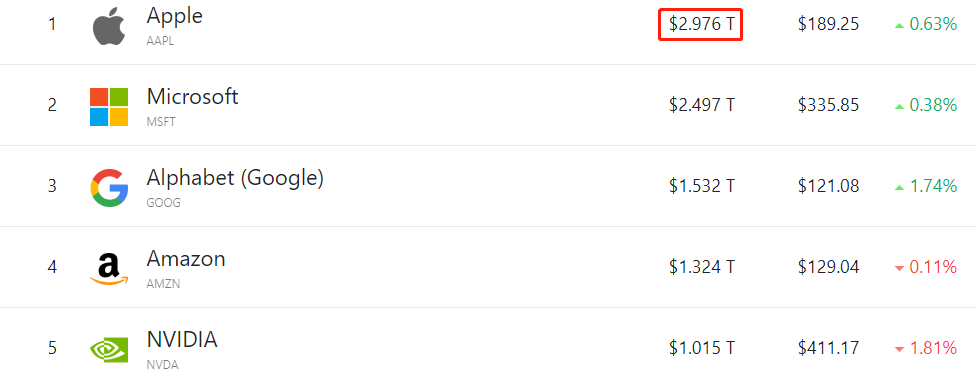 1 Apple $2.976 T $189.25 0.63%
AAPL
2 Microsoft $2.497 T $335.85 0.38%
MSFT
3 Alphabet (Google) $1.532 T $121.08 1.74%
GOOG
4 Amazon $1.324 T $129.04 0.11%
AMZN
5 NVIDIA $1.015 T $411.17 1.81%
NVDA